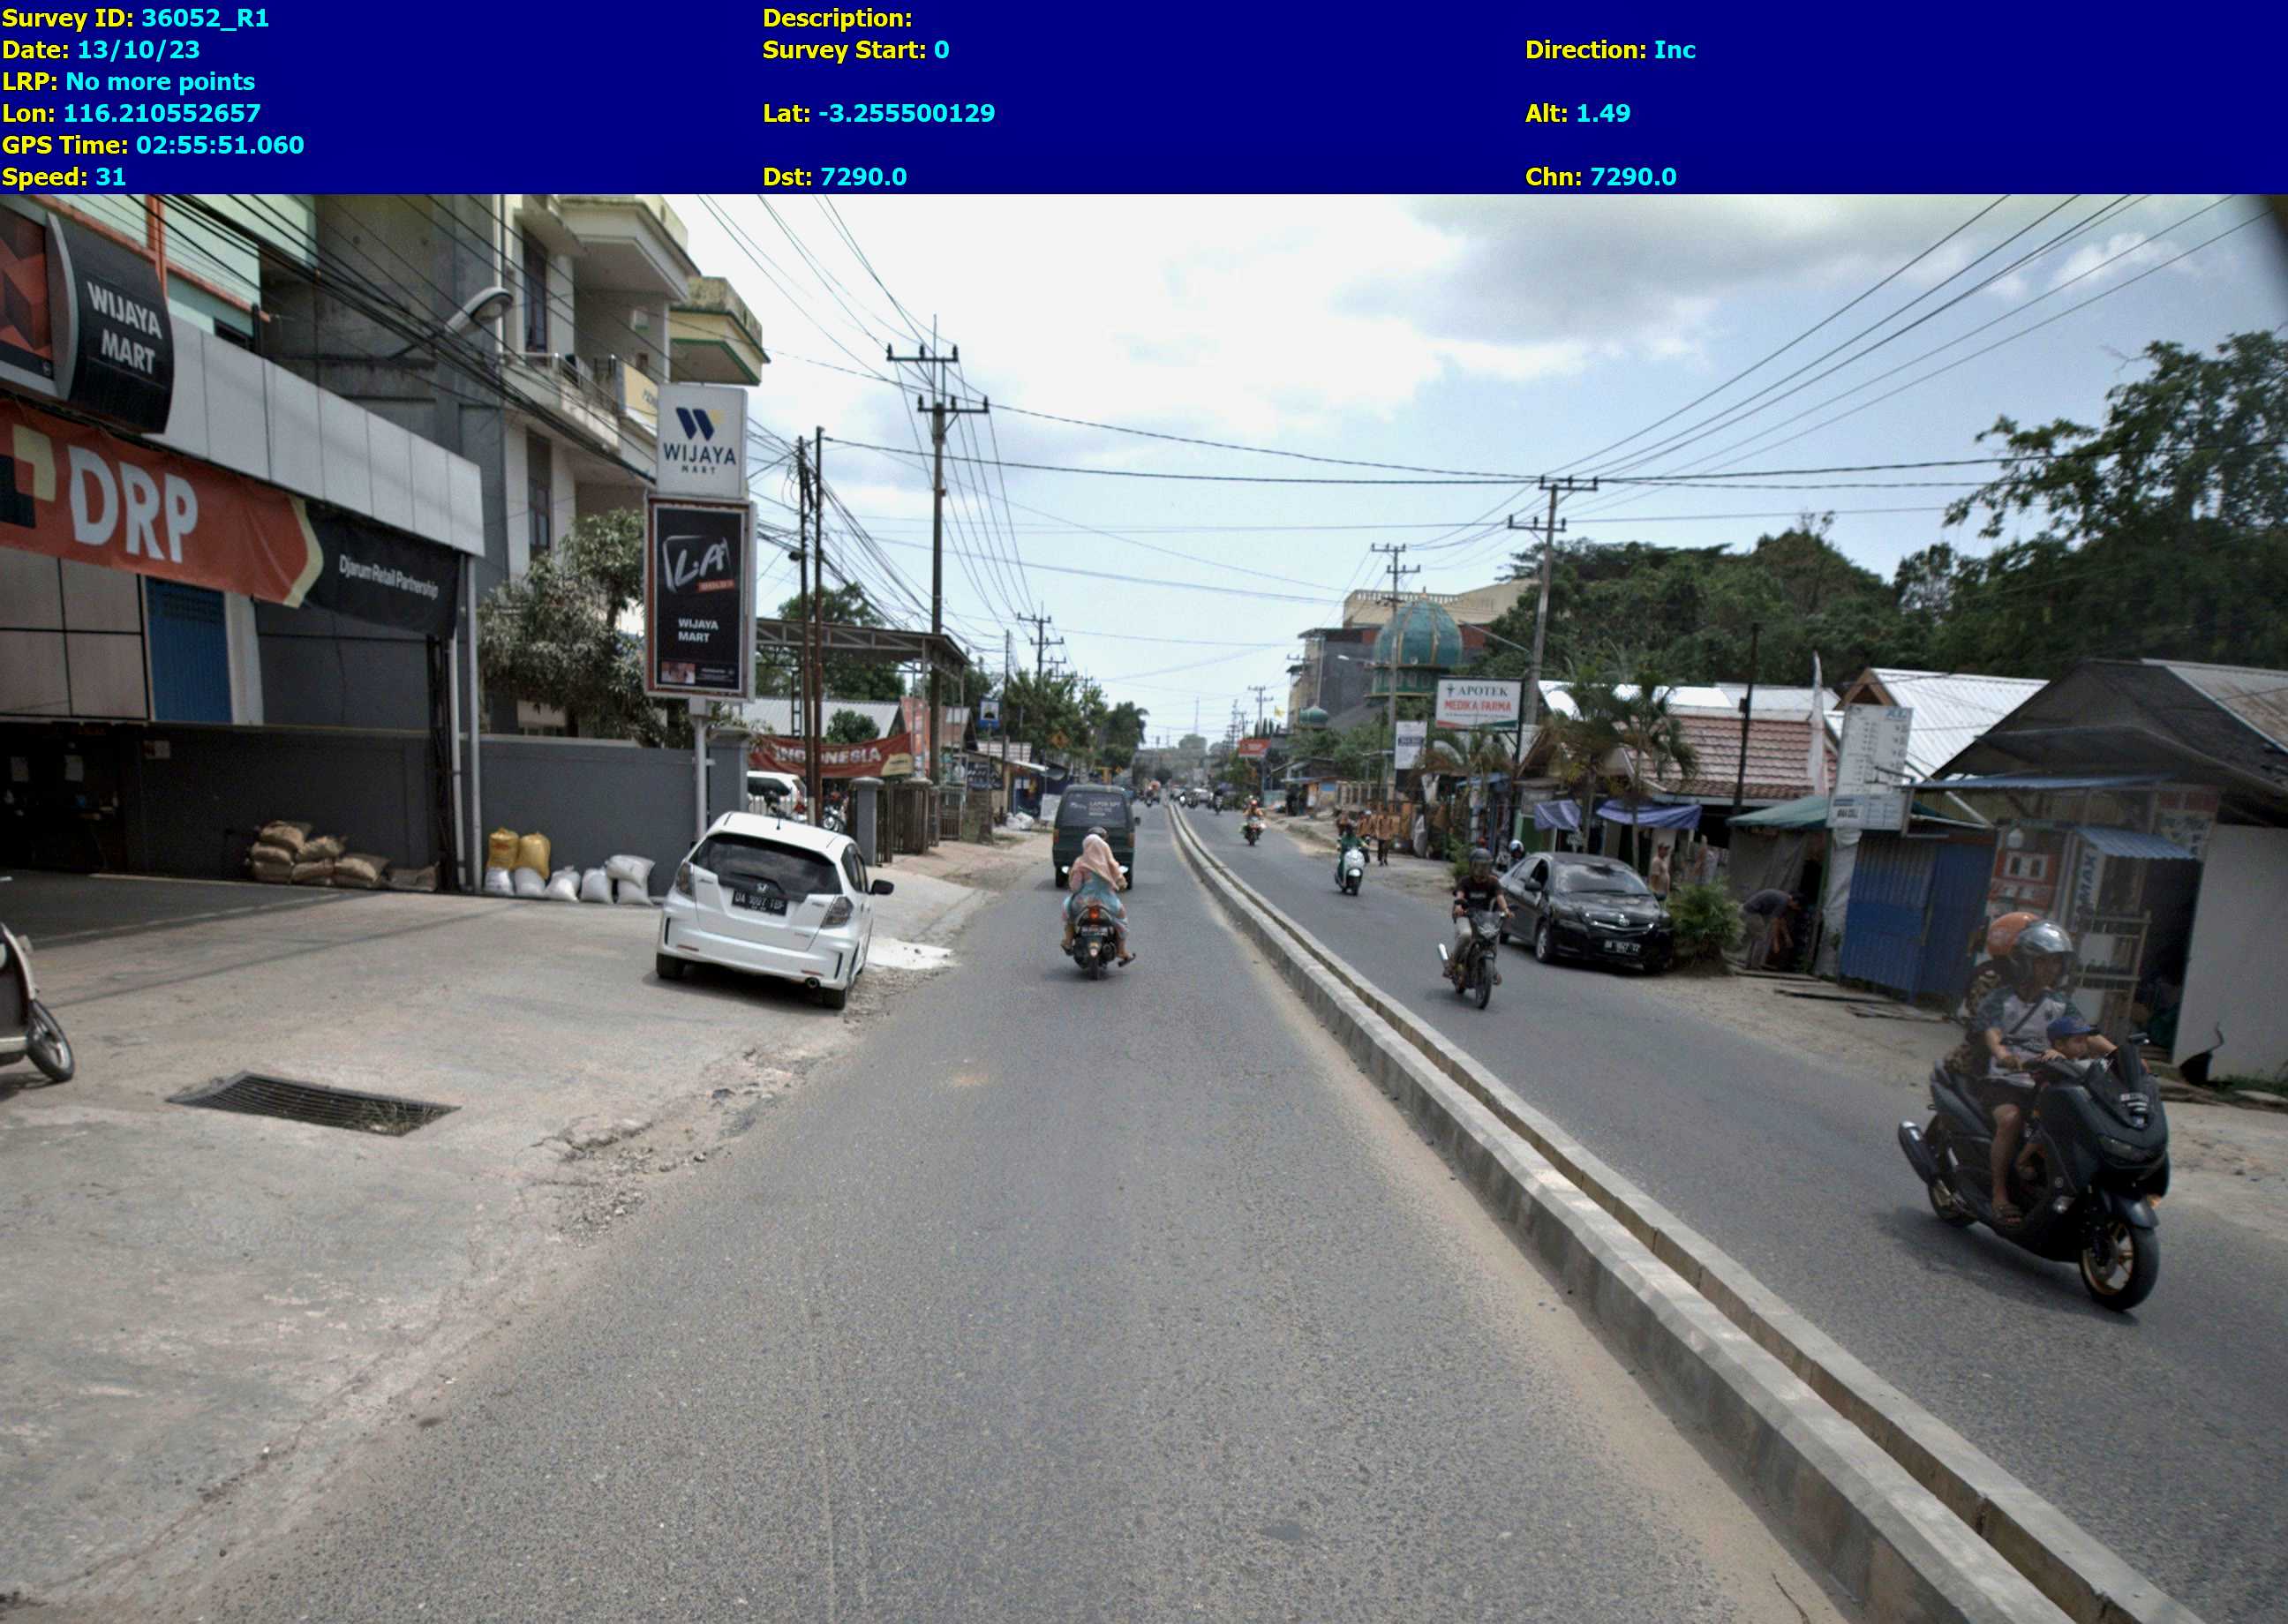 Survey ID: 36052_R1
Description:
Date: 13/10/23
Survey Start: 0
Direction: Inc
LRP: No more points
Lon: 116.210552657
Lat: -3.255500129
Alt: 1.49
GPS Time: 02:55:51.060
Speed: 31
Dst: 7290.0
Chn: 7290.0
WIJAYA
MART
DRP
Djarum Retail Partnership
WIJAYA
MART
LA
WIJAYA
MART
INDONESIA
APOTEK
MEDIKA FARMA